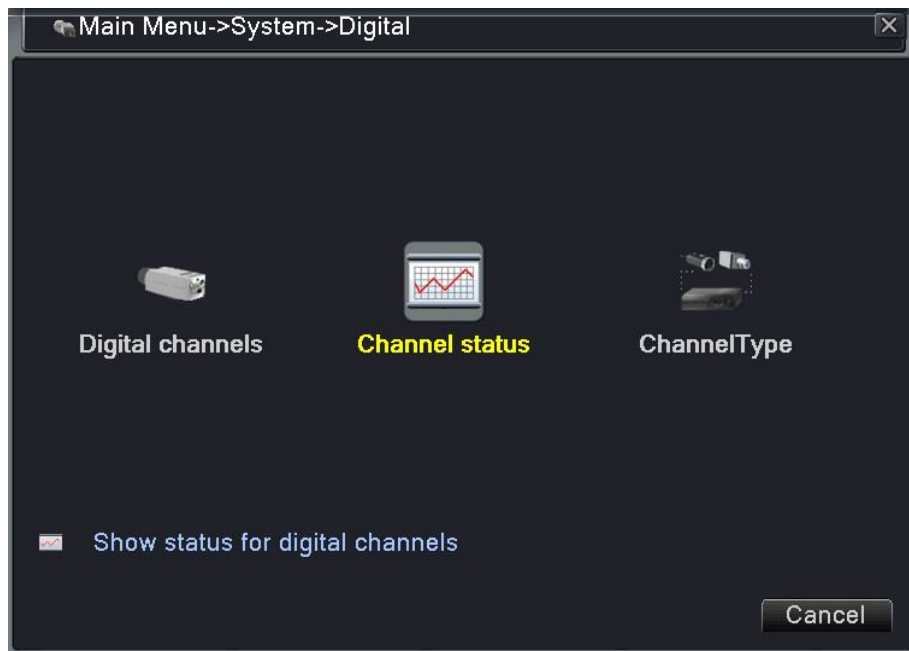 Main Menu->System->Digital
Digital channels
Channel status
ChannelType
Show status for digital channels
Cancel